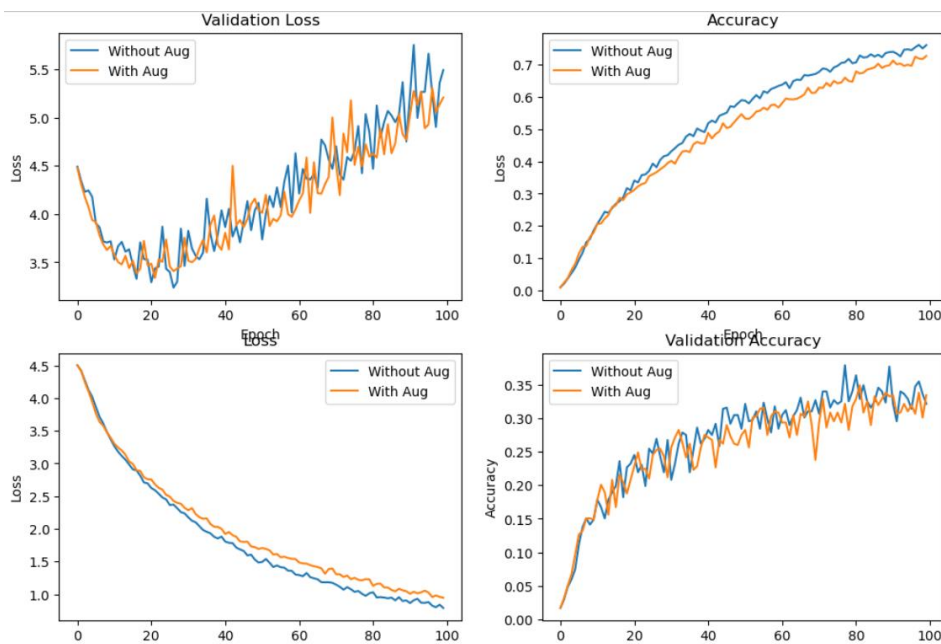 Validation Loss
Without Aug
With Aug
Loss
5.5
5.0
4.5
4.0
3.5
0
20
40
60
80
100
Epoch
Accuracy
Without Aug
With Aug
Loss
0.7
0.6
0.5
0.4
0.3
0.2
0.1
0.0
0
20
40
60
80
100
Epoch
Loss
Without Aug
With Aug
Loss
4.5
4.0
3.5
3.0
2.5
2.0
1.5
1.0
0
20
40
60
80
100
Validation Accuracy
Without Aug
With Aug
Accuracy
0.35
0.30
0.25
0.20
0.15
0.10
0.05
0.00
0
20
40
60
80
100